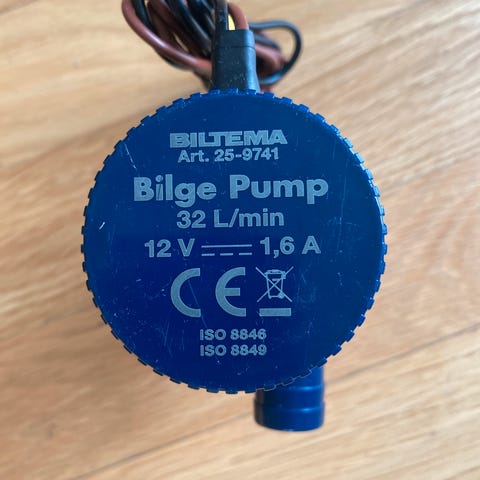 BILTEMA
Art. 25-9741
Bilge Pump
32 L/min
12 V ⎓ 1,6 A
CE
ISO 8846
ISO 8849